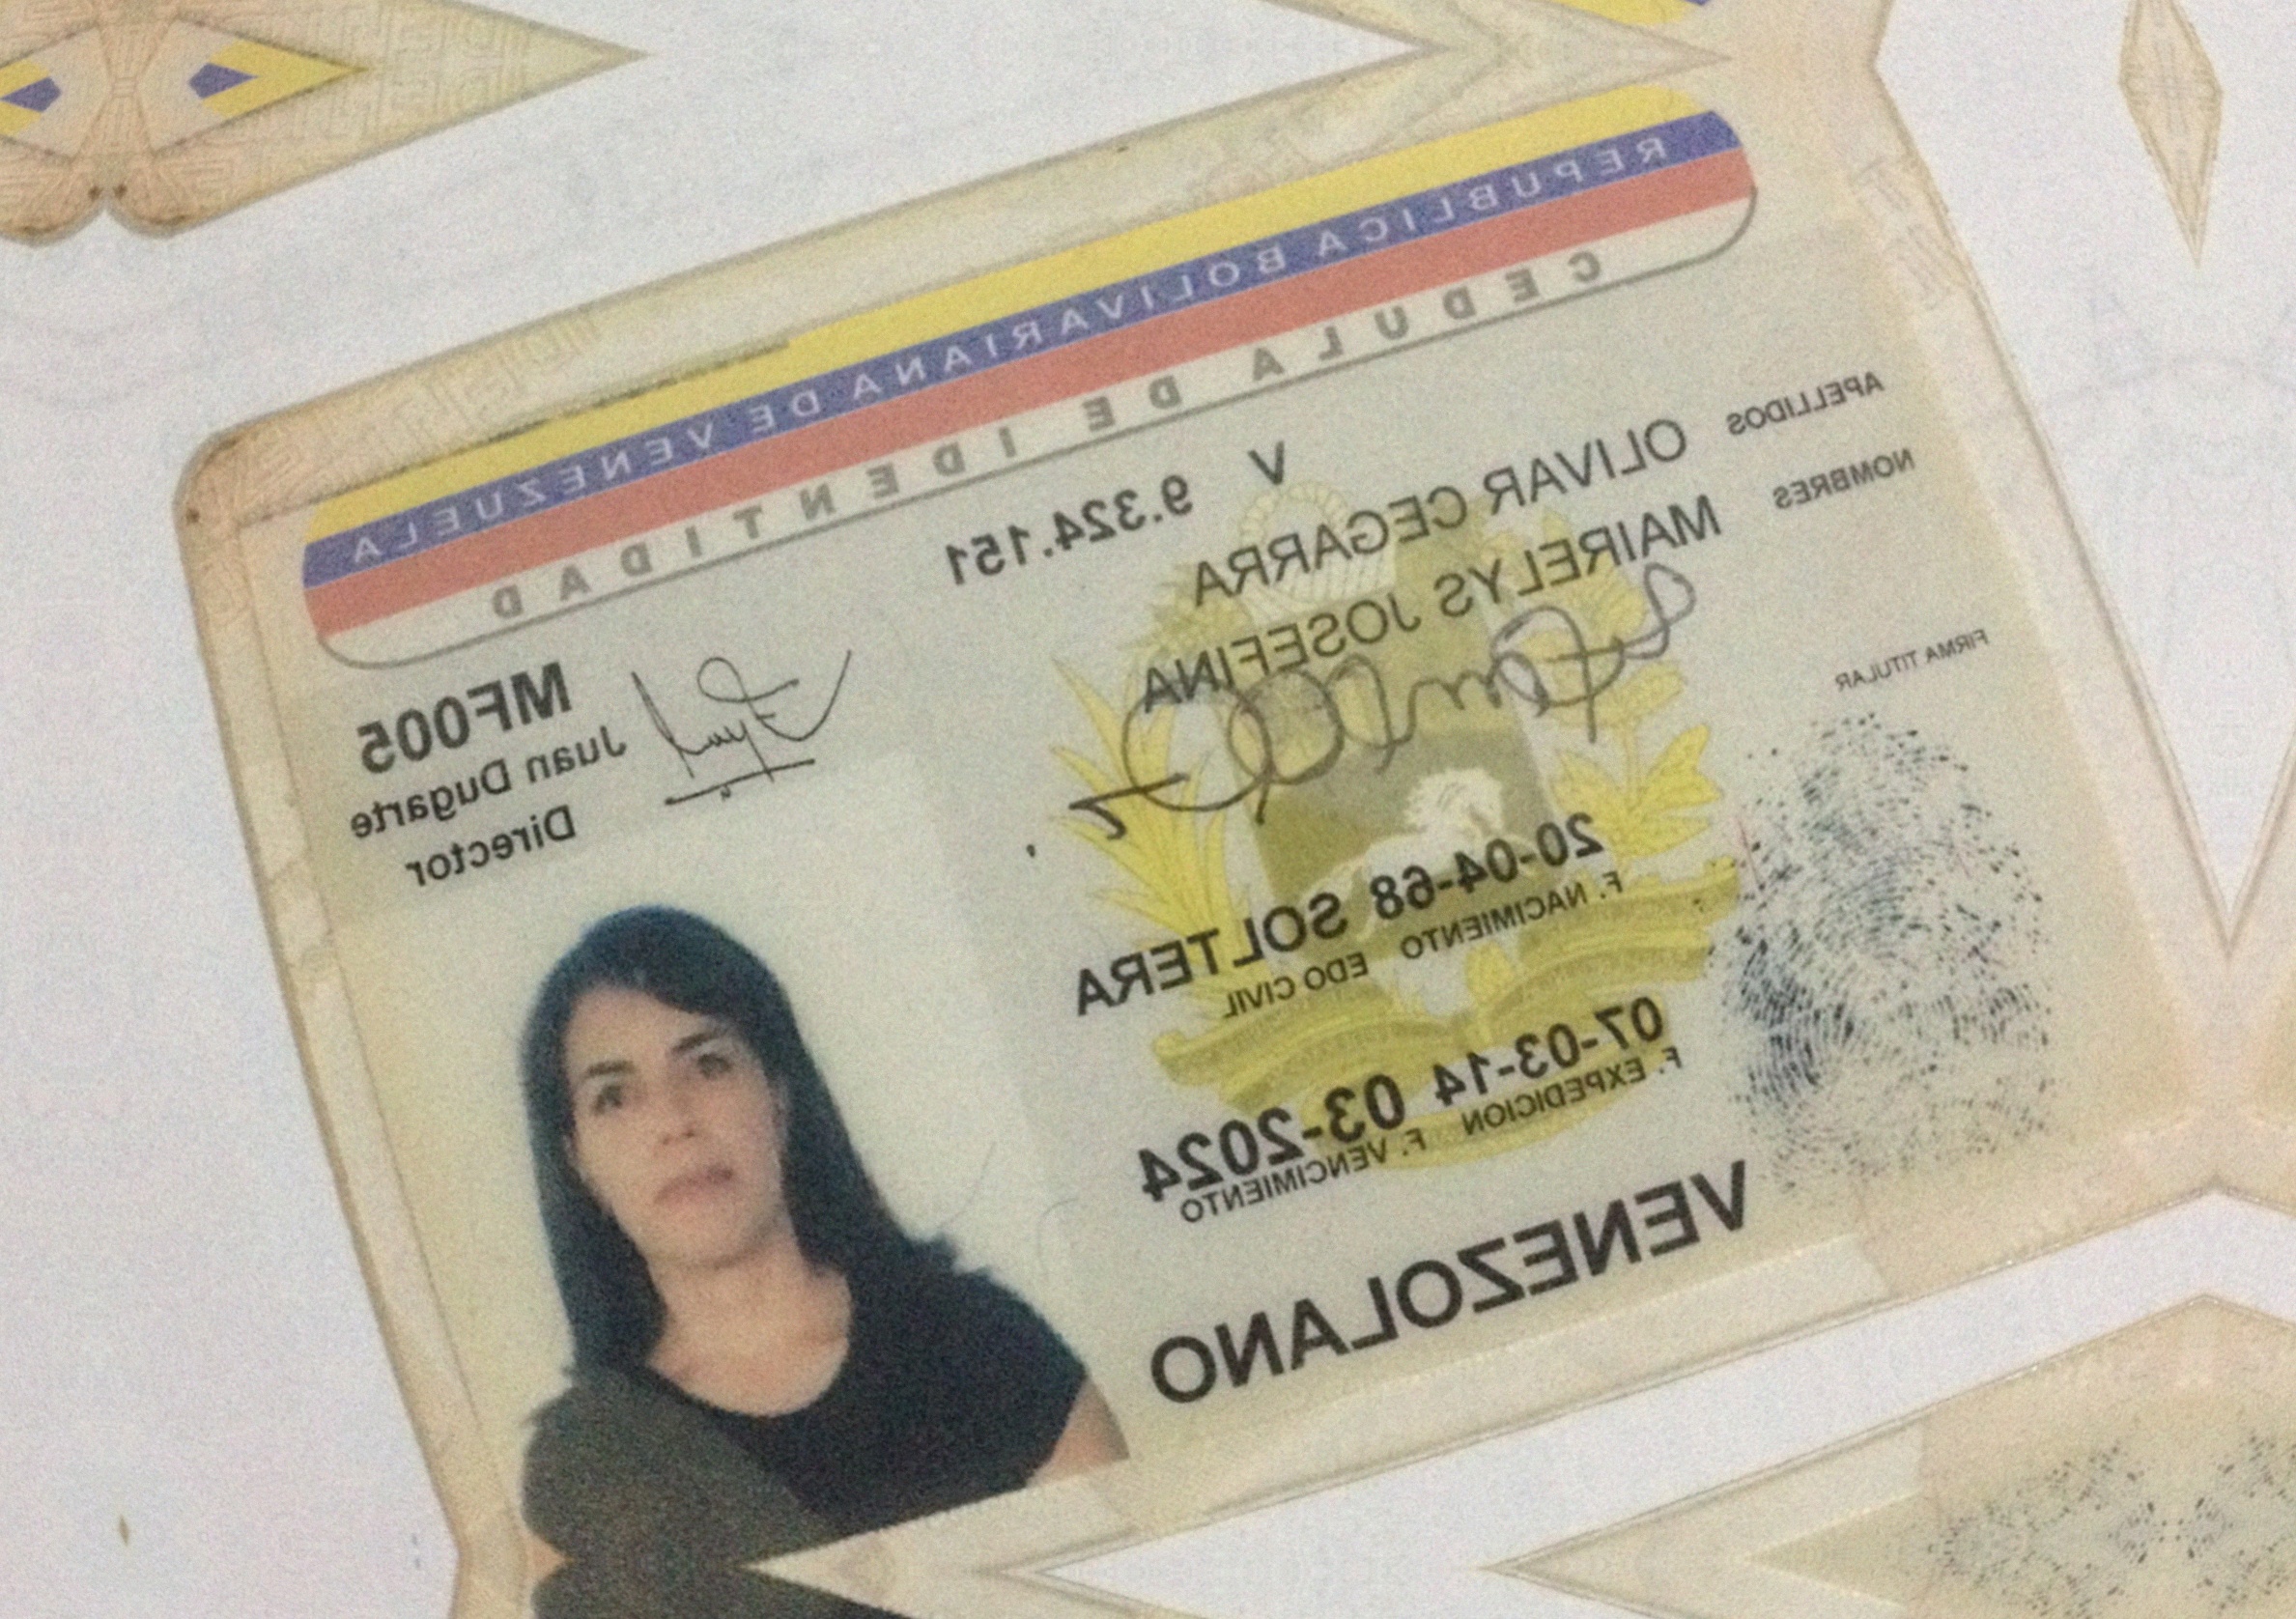 REPUBLICA BOLIVARIANA DE VENEZUELA
CEDULA DE IDENTIDAD
V 9.324.151
APELLIDOS OLIVAR CEGARRA
NOMBRES MAIRELYS JOSEFINA
MF005
Juan Dugarte
Director
FIRMA TITULAR
20-04-68 SOLTERA
F. NACIMIENTO EDO CIVIL
07-03-14 03-2024
F. EXPEDICION F. VENCIMIENTO
VENEZOLANO